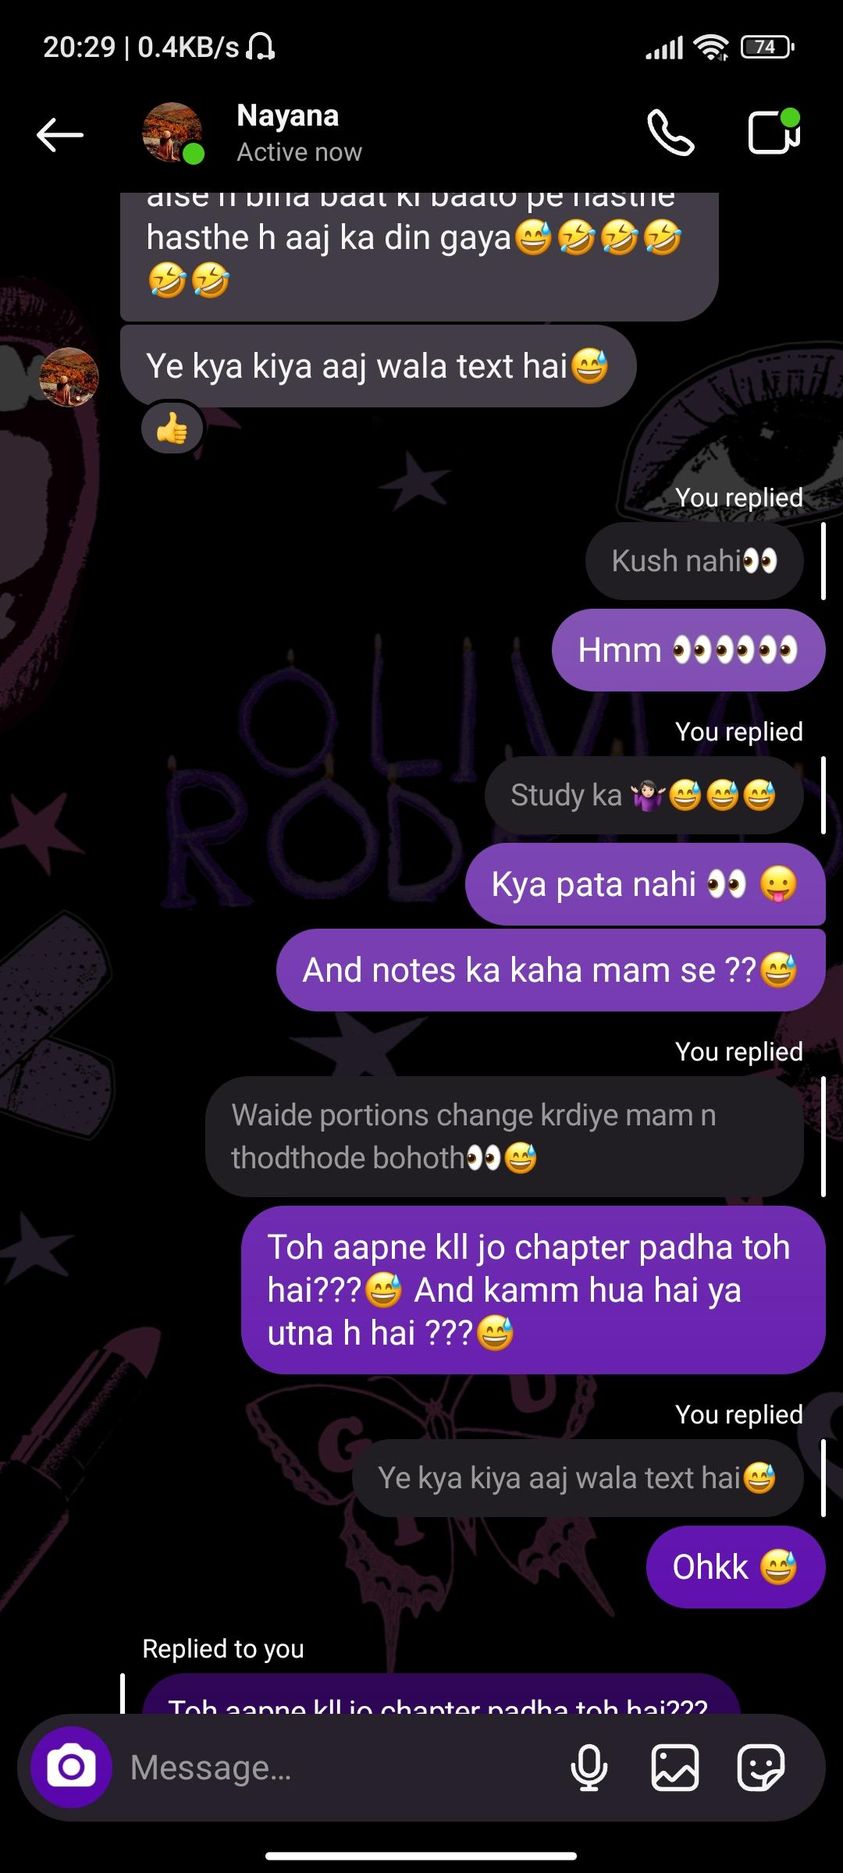 20:29 | 0.4KB/s
74
Nayana
Active now
aise h bina baat ki baato pe hasthe
hasthe h aaj ka din gaya😅🤣🤣🤣
🤣🤣
Ye kya kiya aaj wala text hai😅
👍
You replied
Kush nahi👀
Hmm 👀👀👀
You replied
Study ka 🤷🏻‍♀️😅😅😅
Kya pata nahi 👀 😛
And notes ka kaha mam se ??😅
You replied
Waide portions change krdiye mam n
thodthode bohoth👀😅
Toh aapne kll jo chapter padha toh
hai???😅 And kamm hua hai ya
utna h hai ???😅
You replied
Ye kya kiya aaj wala text hai😅
Ohkk 😅
Replied to you
Toh aapne kll jo chapter padha toh hai???
Message...
OLIVIA
ROD
G U